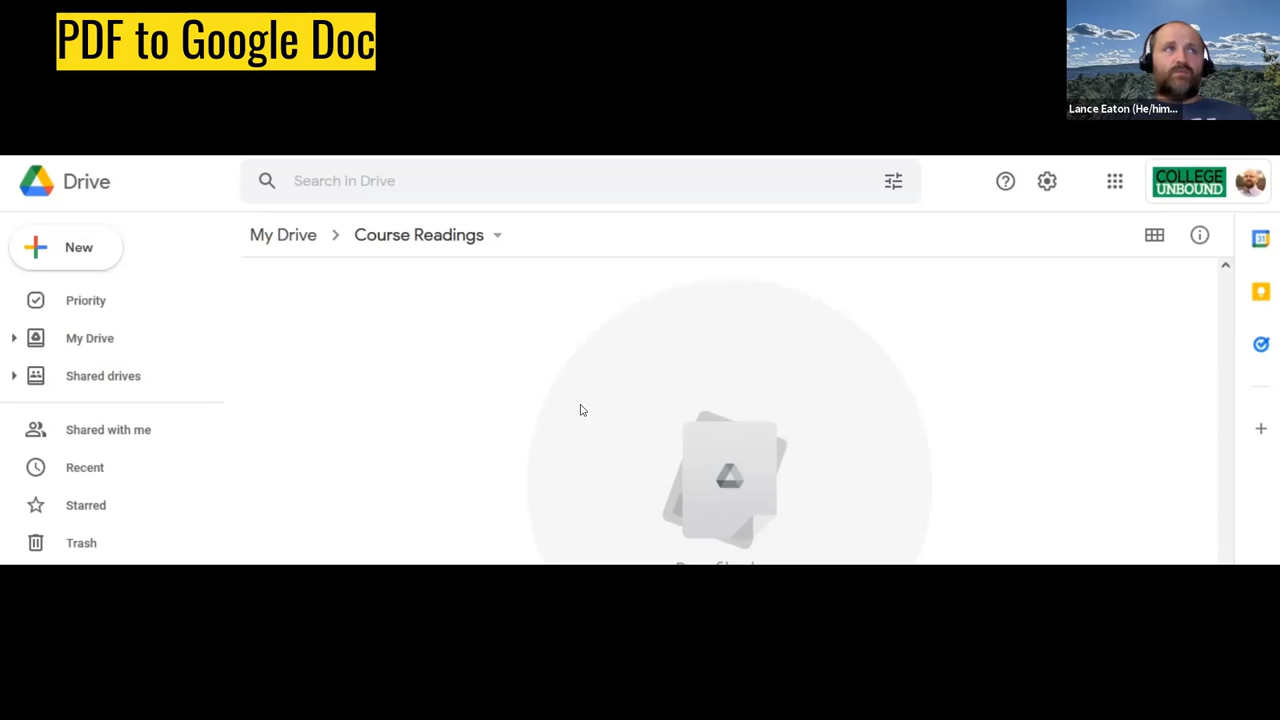 PDF to Google Doc
Lance Eaton (He/him...
Drive
Search in Drive
COLLEGE
UNBOUND
New
My Drive
Course Readings
31
Priority
My Drive
Shared drives
Shared with me
Recent
Starred
Trash